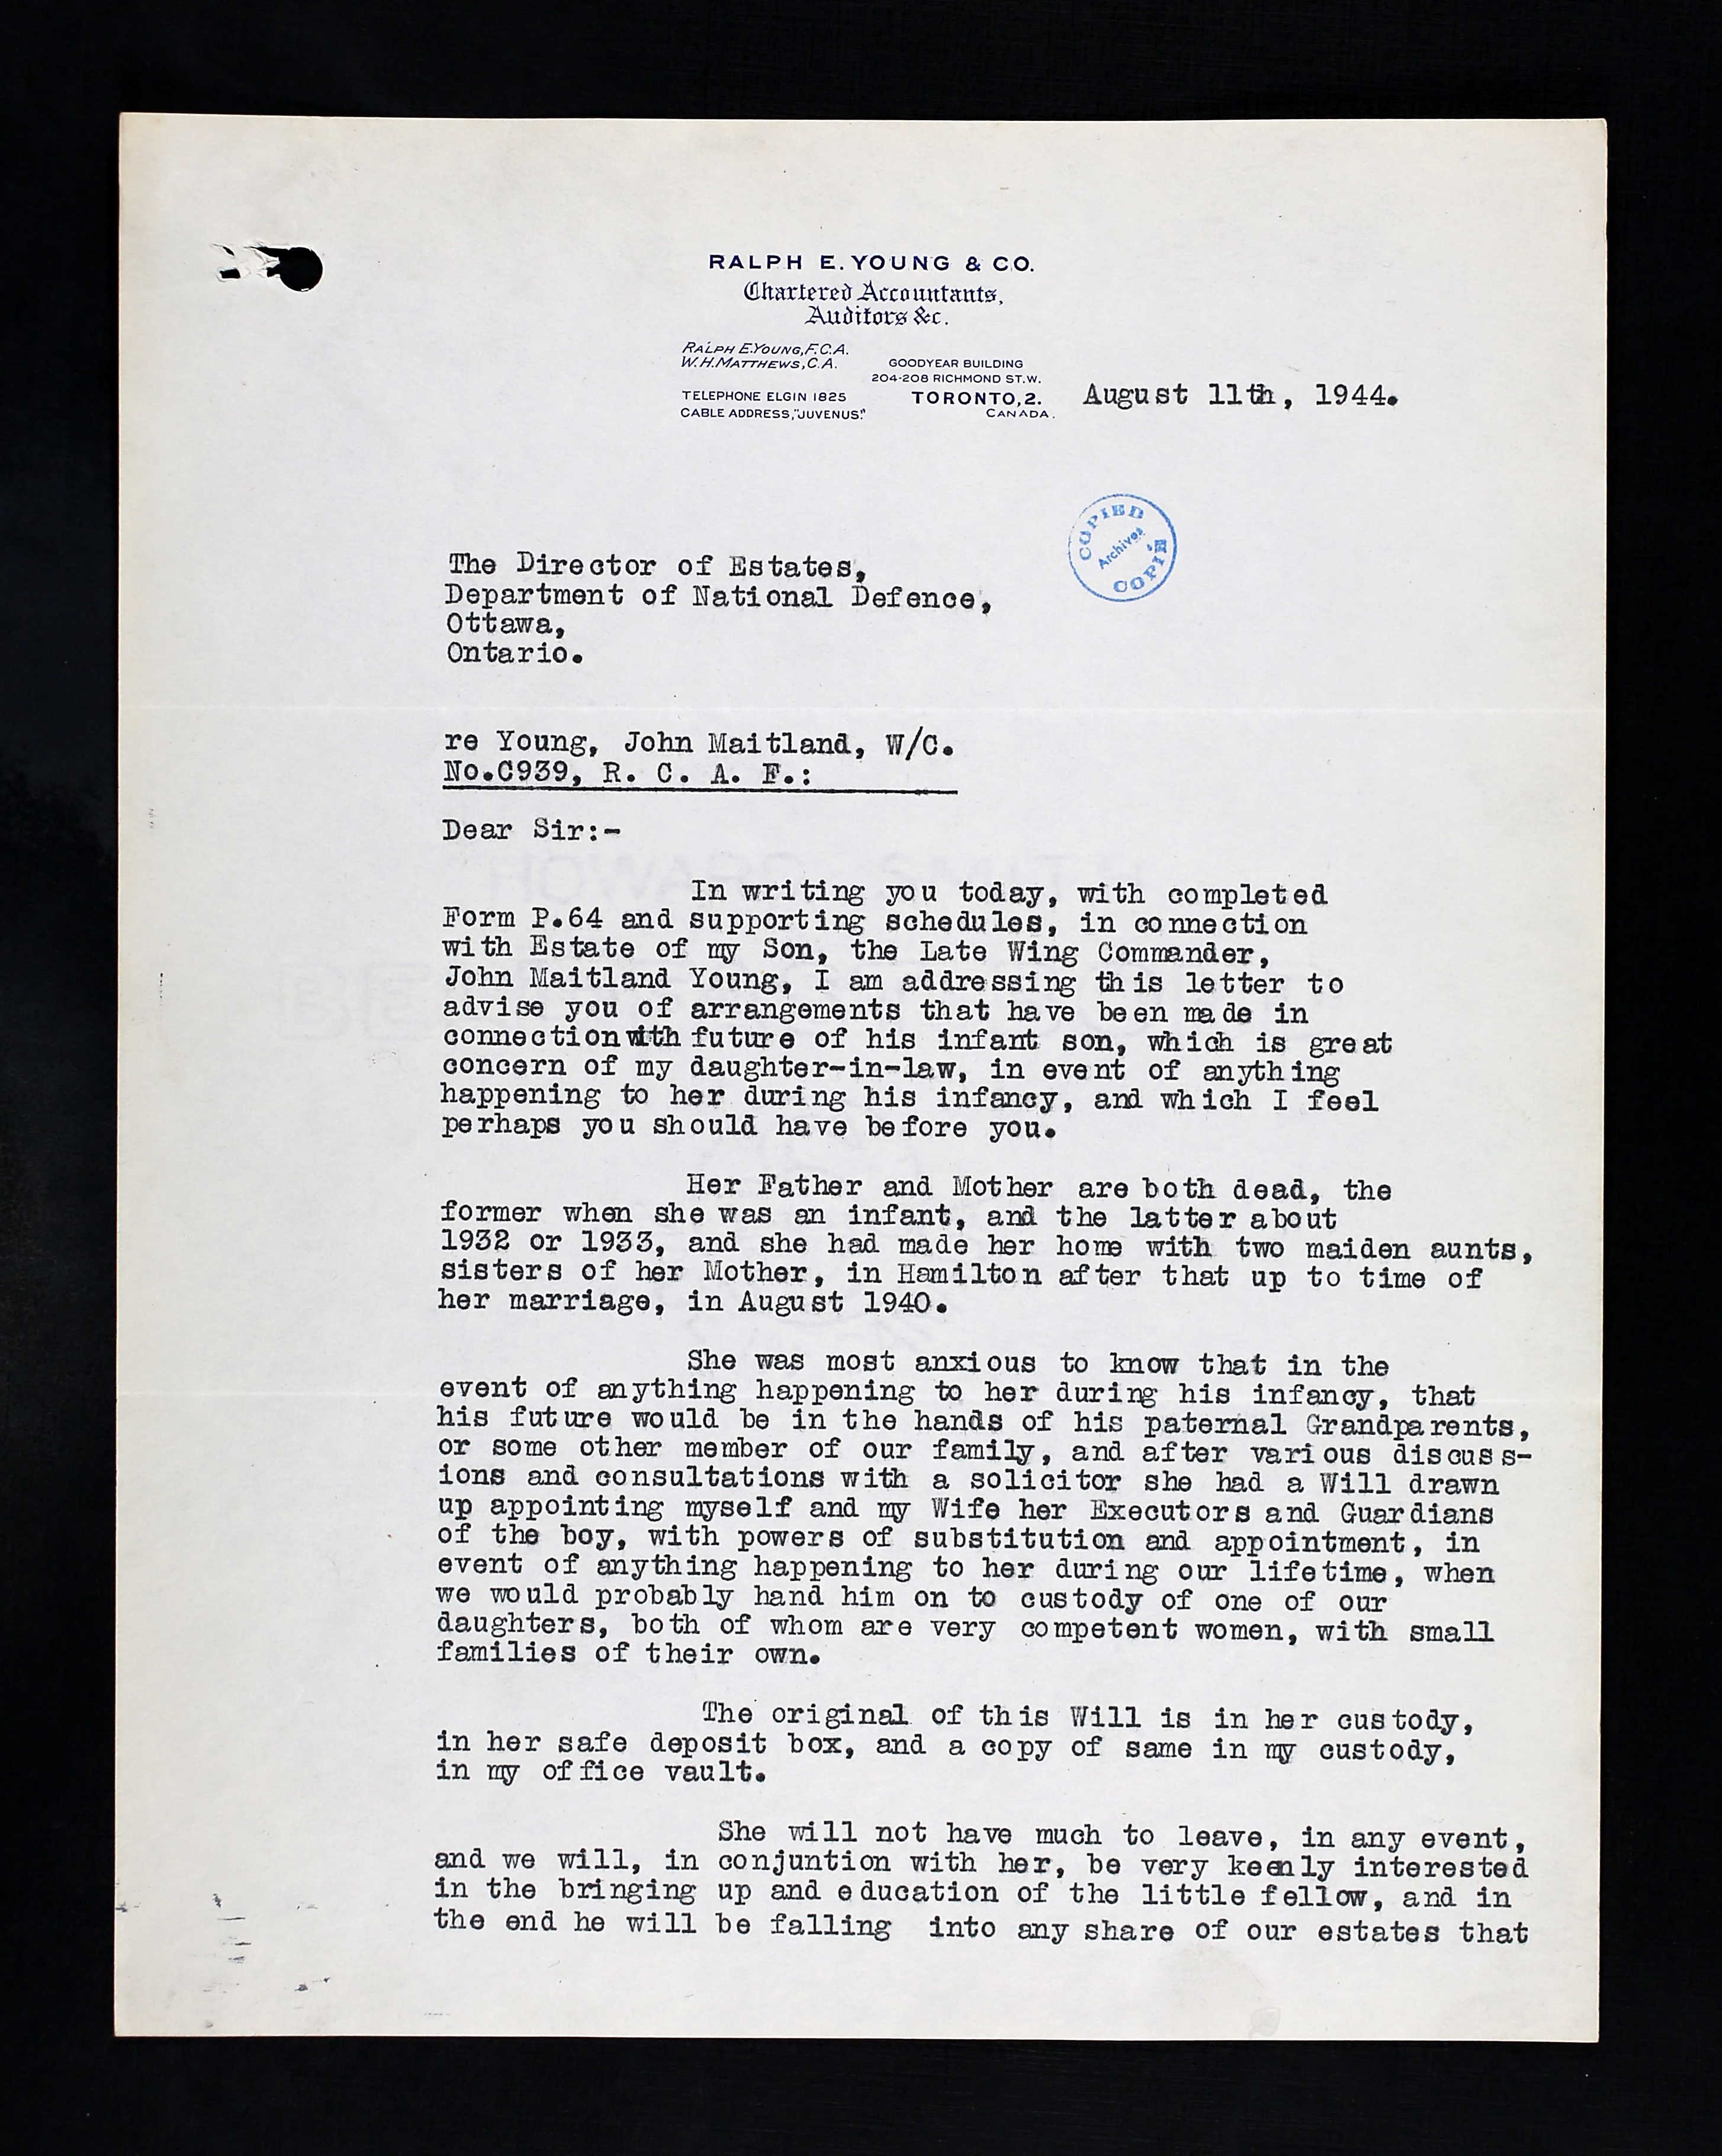 RALPH E. YOUNG & CO.
Chartered Accountants,
Auditors &c.
RALPH E.YOUNG, F.C.A.
W.H.MATTHEWS, C.A.
GOODYEAR BUILDING
204-208 RICHMOND ST.W.
TELEPHONE ELGIN 1825
TORONTO, 2.
CABLE ADDRESS, "JUVENUS"
CANADA.
August 11th, 1944.
COPIED
Archives
COPIÉ
The Director of Estates,
Department of National Defence,
Ottawa,
Ontario.
re Young, John Maitland, W/C.
No.C939, R. C. A. F.:
Dear Sir:-
In writing you today, with completed
Form P.64 and supporting schedules, in connection
with Estate of my Son, the Late Wing Commander,
John Maitland Young, I am addressing this letter to
advise you of arrangements that have been made in
connection with future of his infant son, which is great
concern of my daughter-in-law, in event of anything
happening to her during his infancy, and which I feel
perhaps you should have before you.
Her Father and Mother are both dead, the
former when she was an infant, and the latter about
1932 or 1933, and she had made her home with two maiden aunts,
sisters of her Mother, in Hamilton after that up to time of
her marriage, in August 1940.
She was most anxious to know that in the
event of anything happening to her during his infancy, that
his future would be in the hands of his paternal Grandparents,
or some other member of our family, and after various discuss-
ions and consultations with a solicitor she had a Will drawn
up appointing myself and my Wife her Executors and Guardians
of the boy, with powers of substitution and appointment, in
event of anything happening to her during our lifetime, when
we would probably hand him on to custody of one of our
daughters, both of whom are very competent women, with small
families of their own.
The original of this Will is in her custody,
in her safe deposit box, and a copy of same in my custody,
in my office vault.
She will not have much to leave, in any event,
and we will, in conjuntion with her, be very keenly interested
in the bringing up and education of the little fellow, and in
the end he will be falling into any share of our estates that